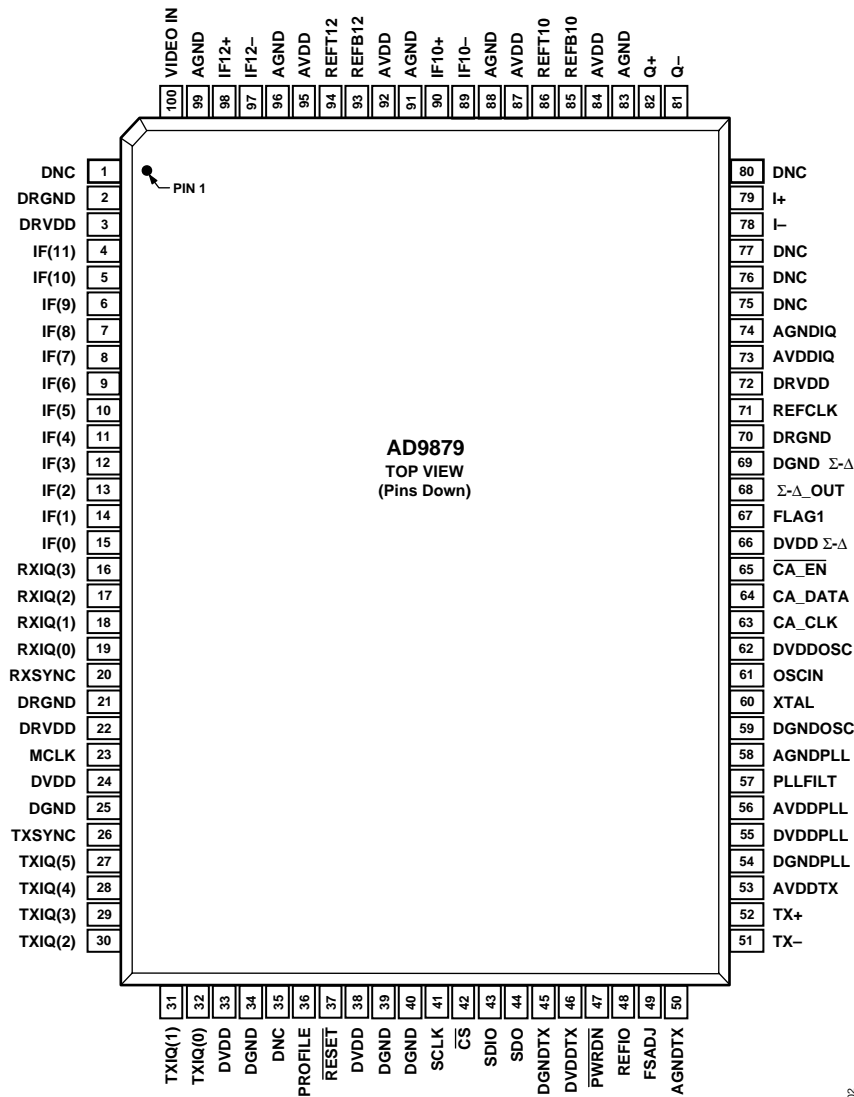 VIDEO IN
AGND
IF12+
IF12–
AGND
AVDD
REFT12
REFB12
AVDD
AGND
IF10+
IF10–
AGND
AVDD
REFT10
REFB10
AVDD
AGND
Q+
Q–
100 99 98 97 96 95 94 93 92 91 90 89 88 87 86 85 84 83 82 81
DNC 1
DRGND 2
DRVDD 3
IF(11) 4
IF(10) 5
IF(9) 6
IF(8) 7
IF(7) 8
IF(6) 9
IF(5) 10
IF(4) 11
IF(3) 12
IF(2) 13
IF(1) 14
IF(0) 15
RXIQ(3) 16
RXIQ(2) 17
RXIQ(1) 18
RXIQ(0) 19
RXSYNC 20
DRGND 21
DRVDD 22
MCLK 23
DVDD 24
DGND 25
TXSYNC 26
TXIQ(5) 27
TXIQ(4) 28
TXIQ(3) 29
TXIQ(2) 30
PIN 1
AD9879
TOP VIEW
(Pins Down)
80 DNC
79 I+
78 I–
77 DNC
76 DNC
75 DNC
74 AGNDIQ
73 AVDDIQ
72 DRVDD
71 REFCLK
70 DRGND
69 DGND Σ-Δ
68 Σ-Δ_OUT
67 FLAG1
66 DVDD Σ-Δ
65 CA_EN
64 CA_DATA
63 CA_CLK
62 DVDDOSC
61 OSCIN
60 XTAL
59 DGNDOSC
58 AGNDPLL
57 PLLFILT
56 AVDDPLL
55 DVDDPLL
54 DGNDPLL
53 AVDDTX
52 TX+
51 TX–
31 32 33 34 35 36 37 38 39 40 41 42 43 44 45 46 47 48 49 50
TXIQ(1)
TXIQ(0)
DVDD
DGND
DNC
PROFILE
RESET
DVDD
DGND
DGND
SCLK
CS
SDIO
SDO
DGNDTX
DVDDTX
PWRDN
REFIO
FSADJ
AGNDTX